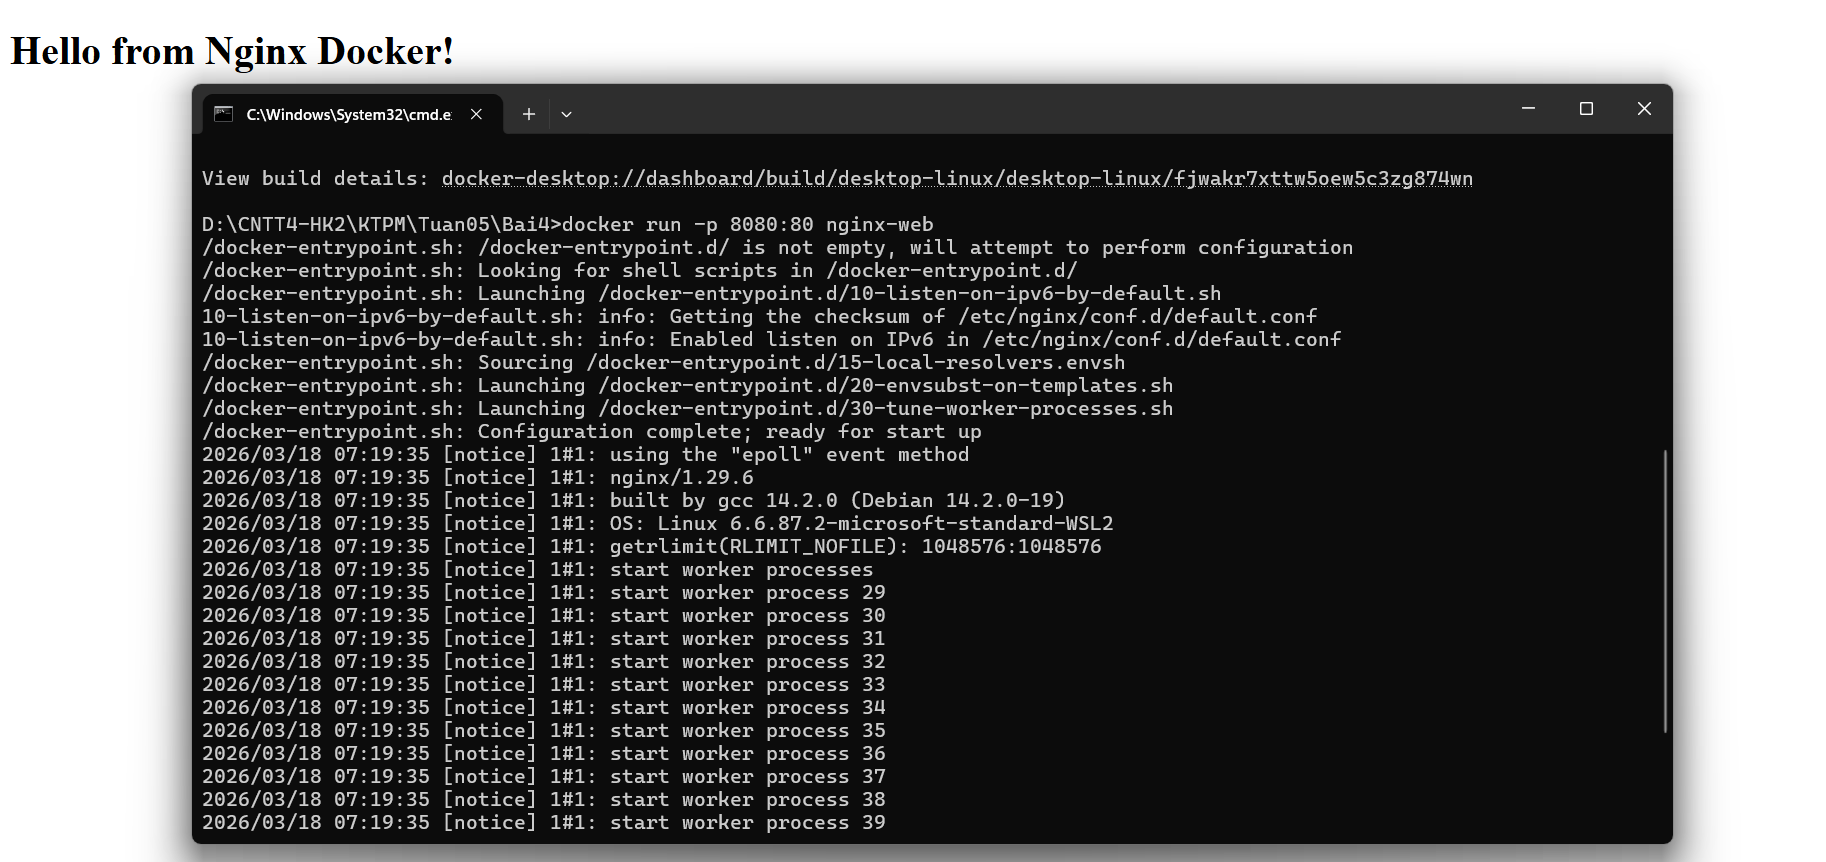 Hello from Nginx Docker!
C:\Windows\System32\cmd.e
View build details: docker-desktop://dashboard/build/desktop-linux/desktop-linux/fjwakr7xttw5oew5c3zg874wn
D:\CNTT4-HK2\KTPM\Tuan05\Bai4>docker run -p 8080:80 nginx-web
/docker-entrypoint.sh: /docker-entrypoint.d/ is not empty, will attempt to perform configuration
/docker-entrypoint.sh: Looking for shell scripts in /docker-entrypoint.d/
/docker-entrypoint.sh: Launching /docker-entrypoint.d/10-listen-on-ipv6-by-default.sh
10-listen-on-ipv6-by-default.sh: info: Getting the checksum of /etc/nginx/conf.d/default.conf
10-listen-on-ipv6-by-default.sh: info: Enabled listen on IPv6 in /etc/nginx/conf.d/default.conf
/docker-entrypoint.sh: Sourcing /docker-entrypoint.d/15-local-resolvers.envsh
/docker-entrypoint.sh: Launching /docker-entrypoint.d/20-envsubst-on-templates.sh
/docker-entrypoint.sh: Launching /docker-entrypoint.d/30-tune-worker-processes.sh
/docker-entrypoint.sh: Configuration complete; ready for start up
2026/03/18 07:19:35 [notice] 1#1: using the "epoll" event method
2026/03/18 07:19:35 [notice] 1#1: nginx/1.29.6
2026/03/18 07:19:35 [notice] 1#1: built by gcc 14.2.0 (Debian 14.2.0-19)
2026/03/18 07:19:35 [notice] 1#1: OS: Linux 6.6.87.2-microsoft-standard-WSL2
2026/03/18 07:19:35 [notice] 1#1: getrlimit(RLIMIT_NOFILE): 1048576:1048576
2026/03/18 07:19:35 [notice] 1#1: start worker processes
2026/03/18 07:19:35 [notice] 1#1: start worker process 29
2026/03/18 07:19:35 [notice] 1#1: start worker process 30
2026/03/18 07:19:35 [notice] 1#1: start worker process 31
2026/03/18 07:19:35 [notice] 1#1: start worker process 32
2026/03/18 07:19:35 [notice] 1#1: start worker process 33
2026/03/18 07:19:35 [notice] 1#1: start worker process 34
2026/03/18 07:19:35 [notice] 1#1: start worker process 35
2026/03/18 07:19:35 [notice] 1#1: start worker process 36
2026/03/18 07:19:35 [notice] 1#1: start worker process 37
2026/03/18 07:19:35 [notice] 1#1: start worker process 38
2026/03/18 07:19:35 [notice] 1#1: start worker process 39